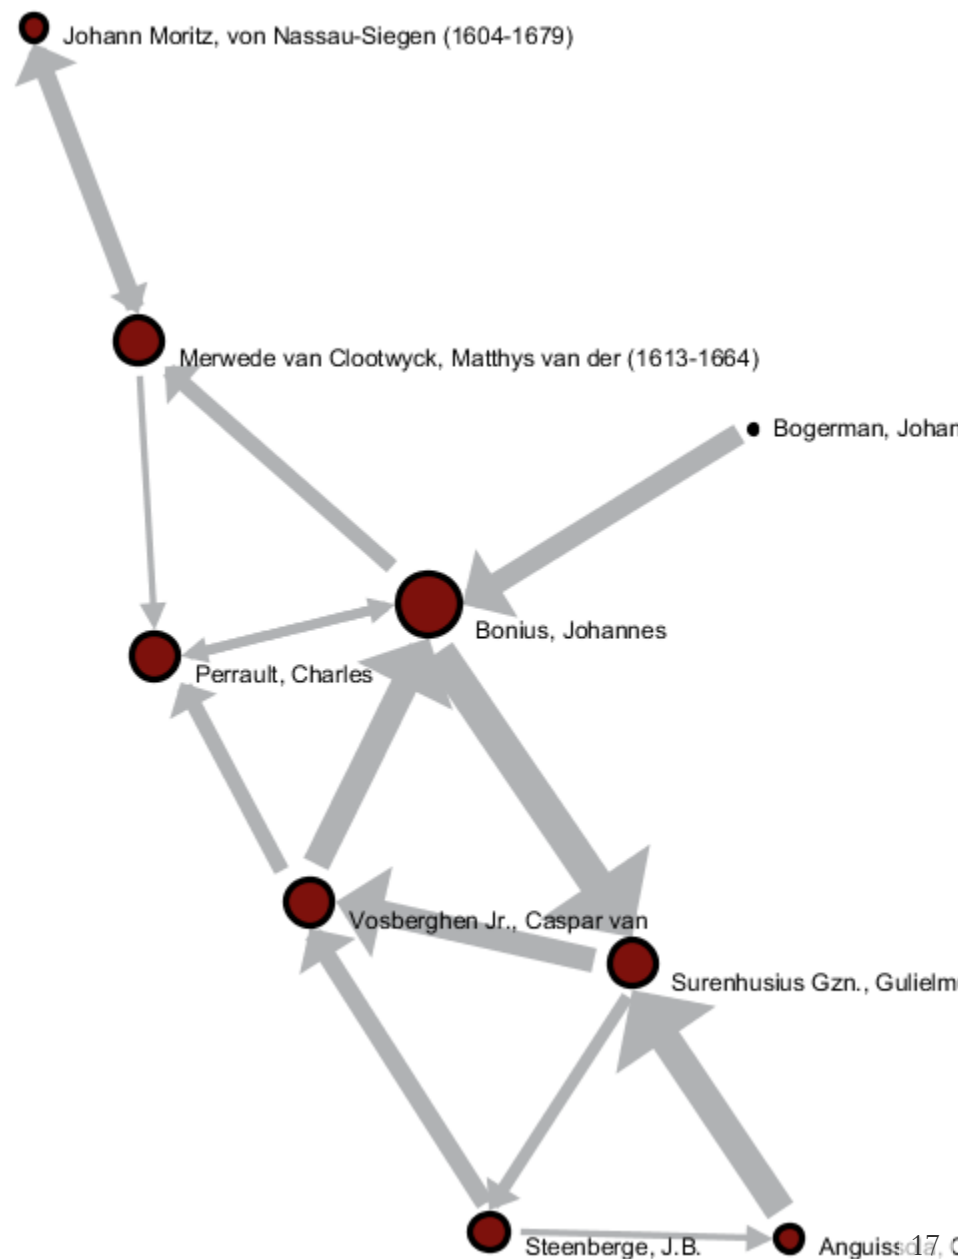 Johann Moritz, von Nassau-Siegen (1604-1679)
Merwede van Clootwyck, Matthys van der (1613-1664)
Bogerman, Johan
Bonius, Johannes
Perrault, Charles
Vosberghen Jr., Caspar van
Surenhusius Gzn., Gulielm
Steenberge, J.B.
17